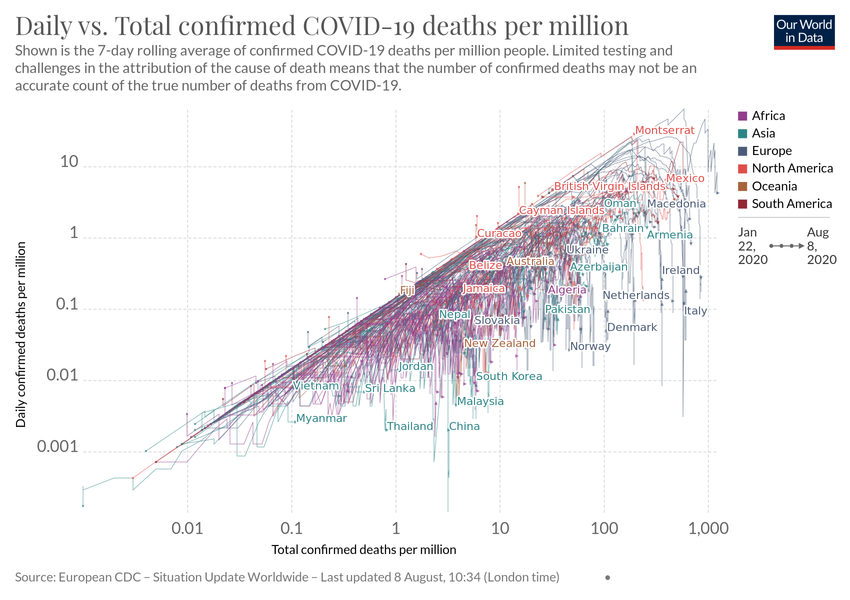 Daily vs. Total confirmed COVID-19 deaths per million
Our World
in Data
Shown is the 7-day rolling average of confirmed COVID-19 deaths per million people. Limited testing and
challenges in the attribution of the cause of death means that the number of confirmed deaths may not be an
accurate count of the true number of deaths from COVID-19.
Africa
Asia
Europe
North America
Oceania
South America
Jan
22,
2020
Aug
8,
2020
Daily confirmed deaths per million
10
1
0.1
0.01
0.001
Montserrat
Mexico
British Virgin Islands
Oman
Macedonia
Cayman Islands
Bahrain
Armenia
Curacao
Ukraine
Belize
Australia
Azerbaijan
Ireland
Fiji
Jamaica
Algeria
Netherlands
Pakistan
Italy
Nepal
Slovakia
Denmark
New Zealand
Norway
Jordan
South Korea
Vietnam
Sri Lanka
Malaysia
Myanmar
Thailand
China
0.01
0.1
1
10
100
1,000
Total confirmed deaths per million
Source: European CDC – Situation Update Worldwide – Last updated 8 August, 10:34 (London time)